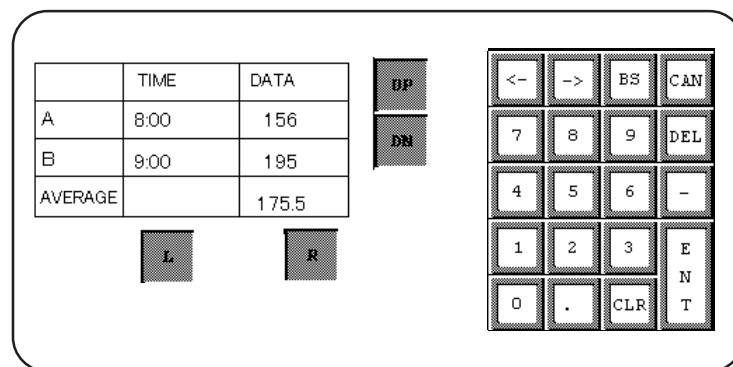 TIME DATA
A 8:00 156
B 9:00 195
AVERAGE 175.5
UP
DN
L R
<- -> BS CAN
7 8 9 DEL
4 5 6 -
1 2 3 ENT
0 . CLR